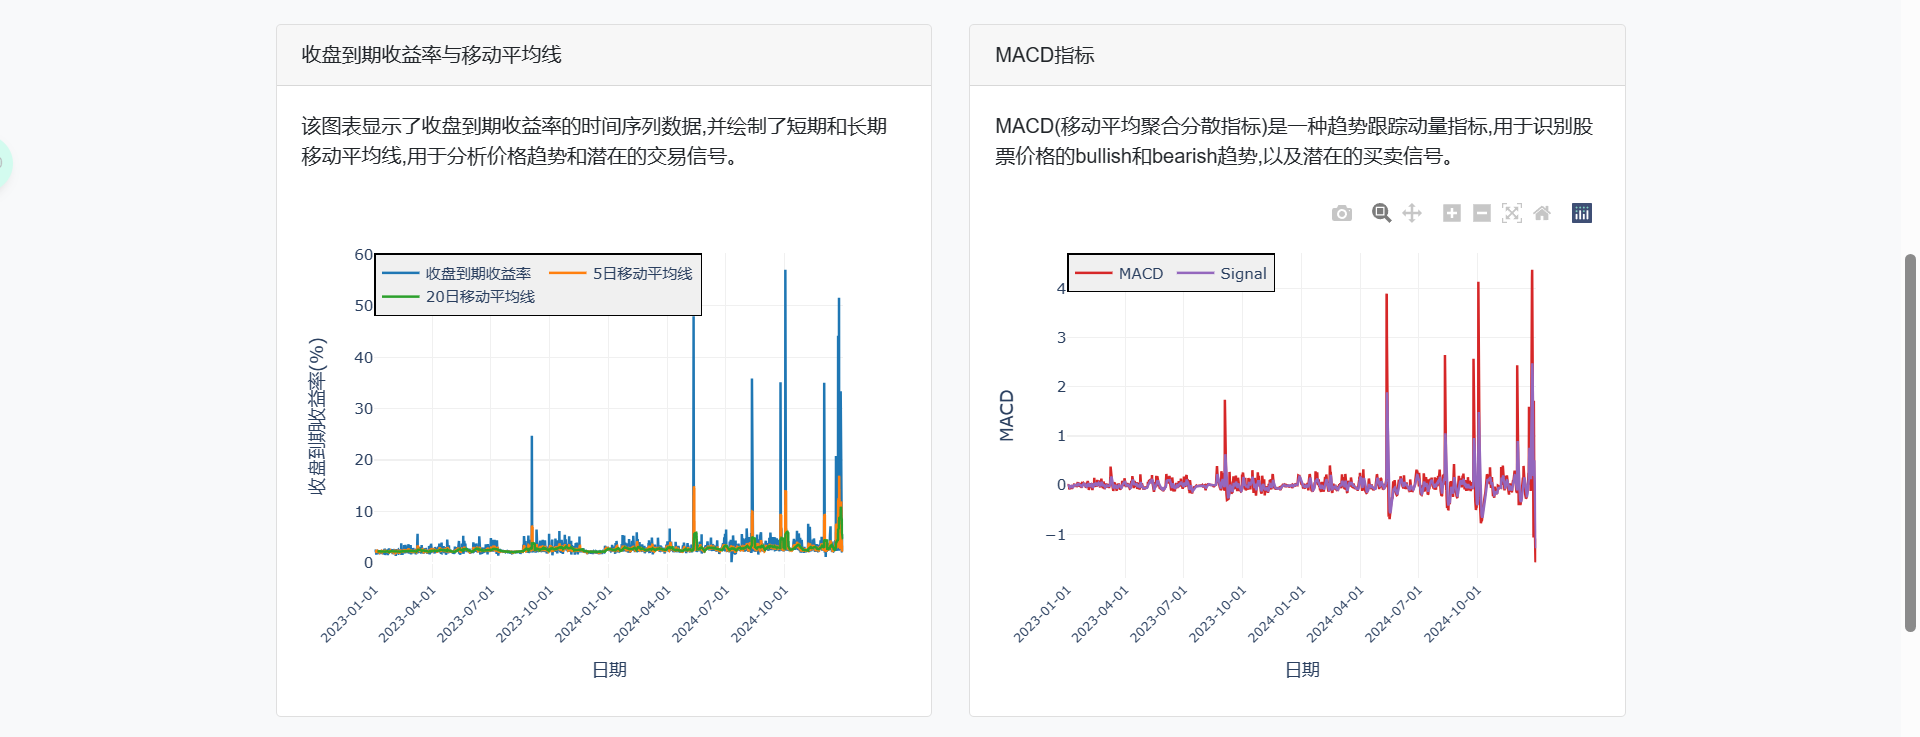 收盘到期收益率与移动平均线
该图表显示了收盘到期收益率的时间序列数据,并绘制了短期和长期
移动平均线,用于分析价格趋势和潜在的交易信号。
收盘到期收益率
5日移动平均线
20日移动平均线
收盘到期收益率(%)
60
50
40
30
20
10
0
2023-01-01
2023-04-01
2023-07-01
2023-10-01
2024-01-01
2024-04-01
2024-07-01
2024-10-01
日期
MACD指标
MACD(移动平均聚合分散指标)是一种趋势跟踪动量指标,用于识别股
票价格的bullish和bearish趋势,以及潜在的买卖信号。
MACD
Signal
MACD
4
3
2
1
0
−1
2023-01-01
2023-04-01
2023-07-01
2023-10-01
2024-01-01
2024-04-01
2024-07-01
2024-10-01
日期